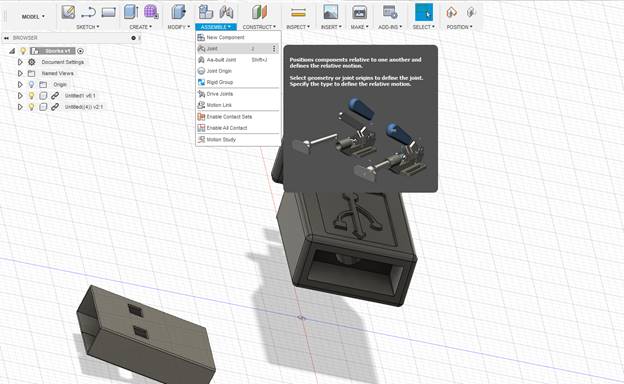 MODEL
SKETCH
CREATE
MODIFY
ASSEMBLE
CONSTRUCT
INSPECT
INSERT
MAKE
ADD-INS
SELECT
POSITION
BROWSER
Sborka v1
Document Settings
Named Views
Origin
Untitled1 v6:1
Untitled((4)) v2:1
New Component
Joint J
As-built Joint Shift+J
Joint Origin
Rigid Group
Drive Joints
Motion Link
Enable Contact Sets
Enable All Contact
Motion Study
Positions components relative to one another and
defines the relative motion.
Select geometry or joint origins to define the joint.
Specify the type to define the relative motion.